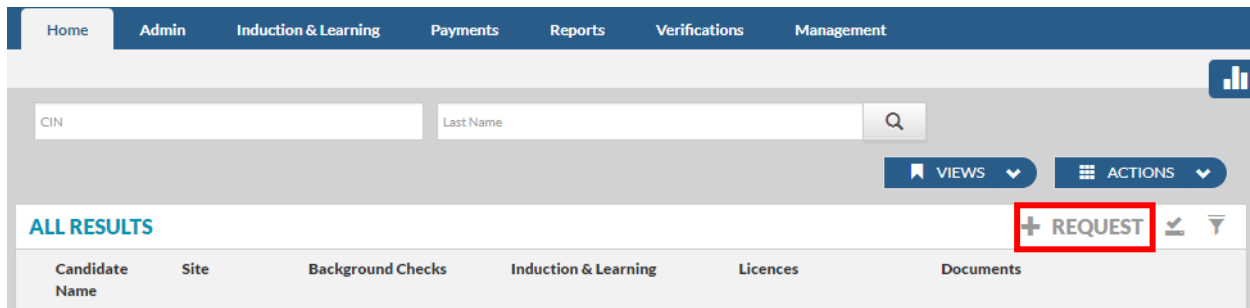 Home Admin Induction & Learning Payments Reports Verifications Management
CIN Last Name
VIEWS ACTIONS
ALL RESULTS + REQUEST
Candidate Name Site Background Checks Induction & Learning Licences Documents